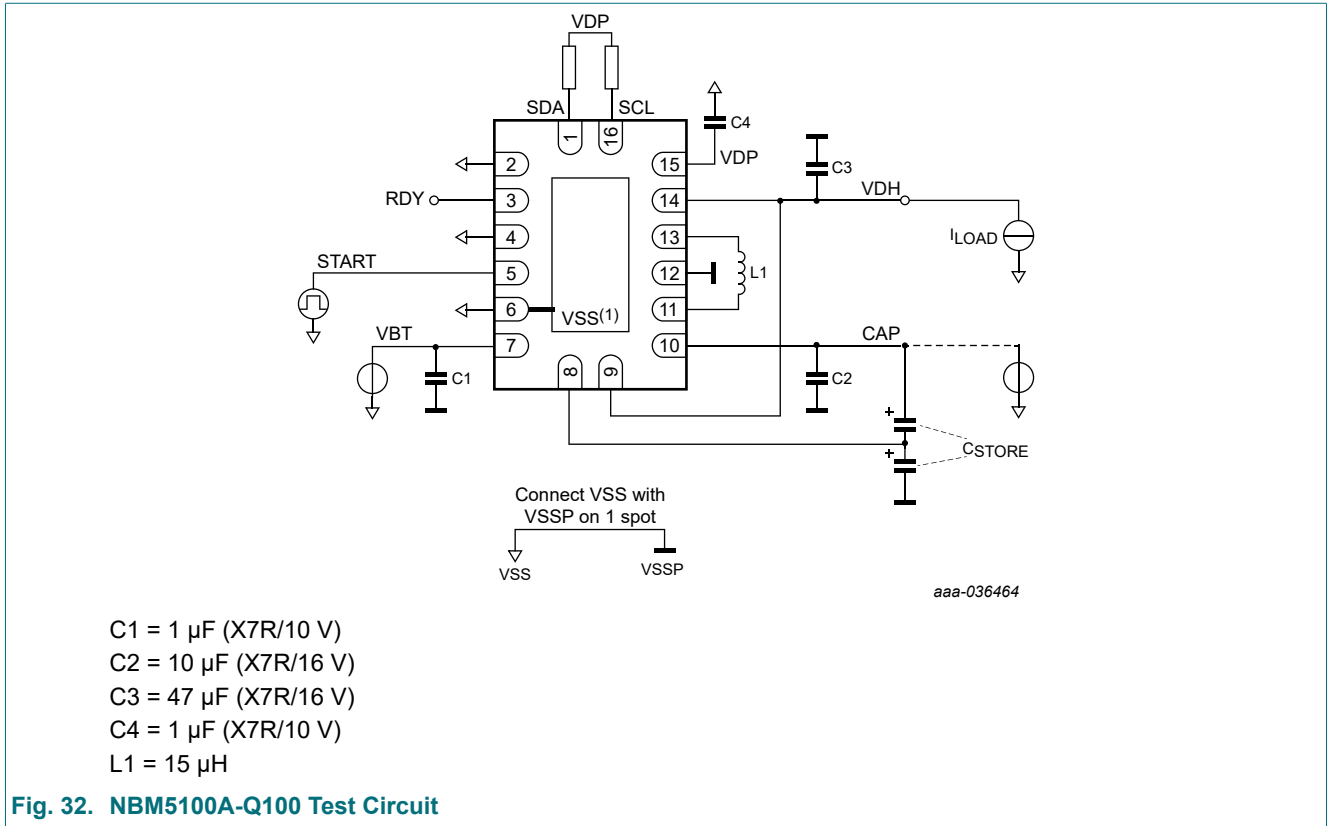 VDP
SDA SCL
1 16
C4
2 15 VDP
C3
RDY 3 14 VDH
4 13 ILOAD
START 5 12 L1
6 VSS(1) 11
VBT 7 10 CAP
C1 8 9 C2
+
+ CSTORE
Connect VSS with
VSSP on 1 spot
VSS VSSP
aaa-036464
C1 = 1 µF (X7R/10 V)
C2 = 10 µF (X7R/16 V)
C3 = 47 µF (X7R/16 V)
C4 = 1 µF (X7R/10 V)
L1 = 15 µH
Fig. 32. NBM5100A-Q100 Test Circuit